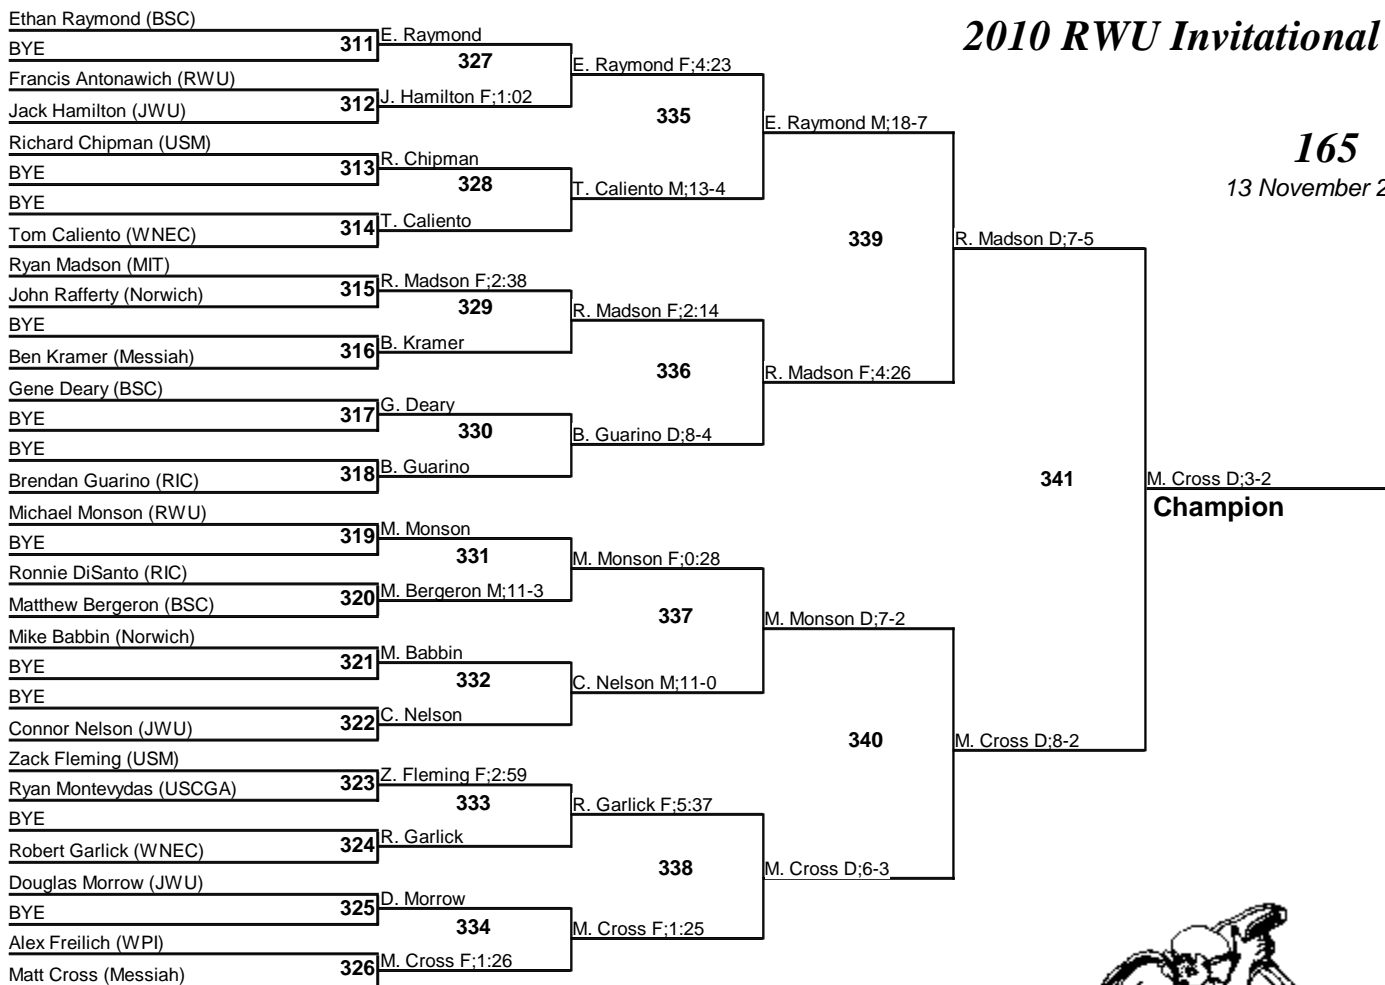 2010 RWU Invitational
165
13 November 2
Ethan Raymond (BSC)
BYE
Francis Antonawich (RWU)
Jack Hamilton (JWU)
Richard Chipman (USM)
BYE
BYE
Tom Caliento (WNEC)
Ryan Madson (MIT)
John Rafferty (Norwich)
BYE
Ben Kramer (Messiah)
Gene Deary (BSC)
BYE
BYE
Brendan Guarino (RIC)
Michael Monson (RWU)
BYE
Ronnie DiSanto (RIC)
Matthew Bergeron (BSC)
Mike Babbin (Norwich)
BYE
BYE
Connor Nelson (JWU)
Zack Fleming (USM)
Ryan Montevydas (USCGA)
BYE
Robert Garlick (WNEC)
Douglas Morrow (JWU)
BYE
Alex Freilich (WPI)
Matt Cross (Messiah)
311
312
313
314
315
316
317
318
319
320
321
322
323
324
325
326
E. Raymond
327
J. Hamilton F;1:02
R. Chipman
328
T. Caliento
R. Madson F;2:38
329
B. Kramer
G. Deary
330
B. Guarino
M. Monson
331
M. Bergeron M;11-3
M. Babbin
332
C. Nelson
Z. Fleming F;2:59
333
R. Garlick
D. Morrow
334
M. Cross F;1:26
E. Raymond F;4:23
335
T. Caliento M;13-4
R. Madson F;2:14
336
B. Guarino D;8-4
M. Monson F;0:28
337
C. Nelson M;11-0
R. Garlick F;5:37
338
M. Cross F;1:25
E. Raymond M;18-7
339
R. Madson F;4:26
M. Monson D;7-2
340
M. Cross D;6-3
R. Madson D;7-5
341
M. Cross D;8-2
M. Cross D;3-2
Champion